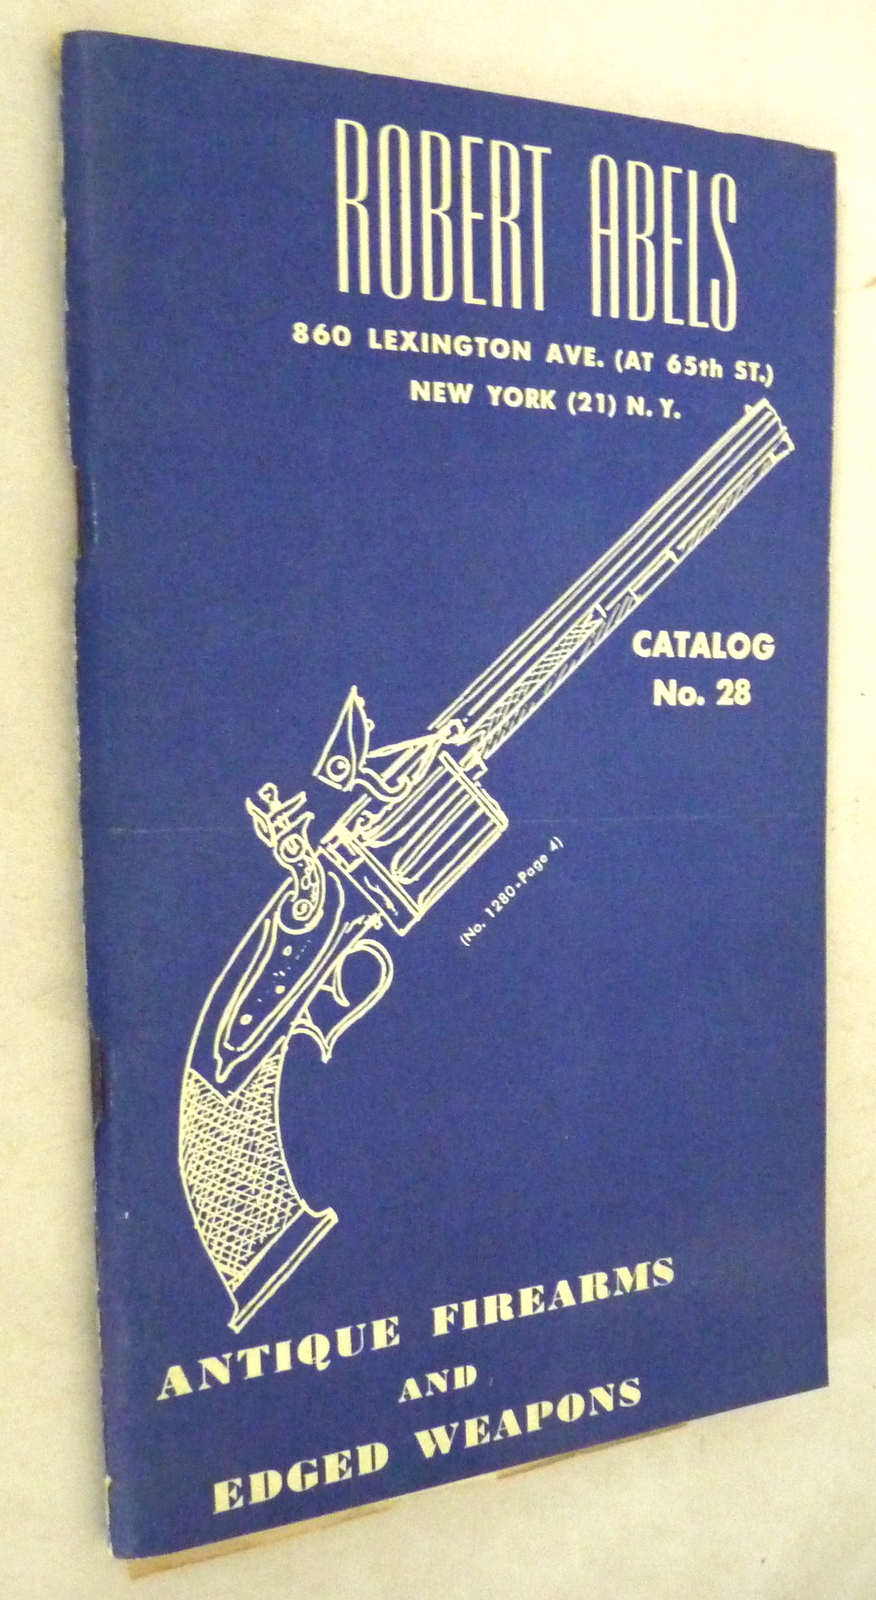 ROBERT ABELS
860 LEXINGTON AVE. (AT 65th ST.)
NEW YORK (21) N. Y.
CATALOG
No. 28
(No. 1280-Page 4)
ANTIQUE FIREARMS
AND
EDGED WEAPONS